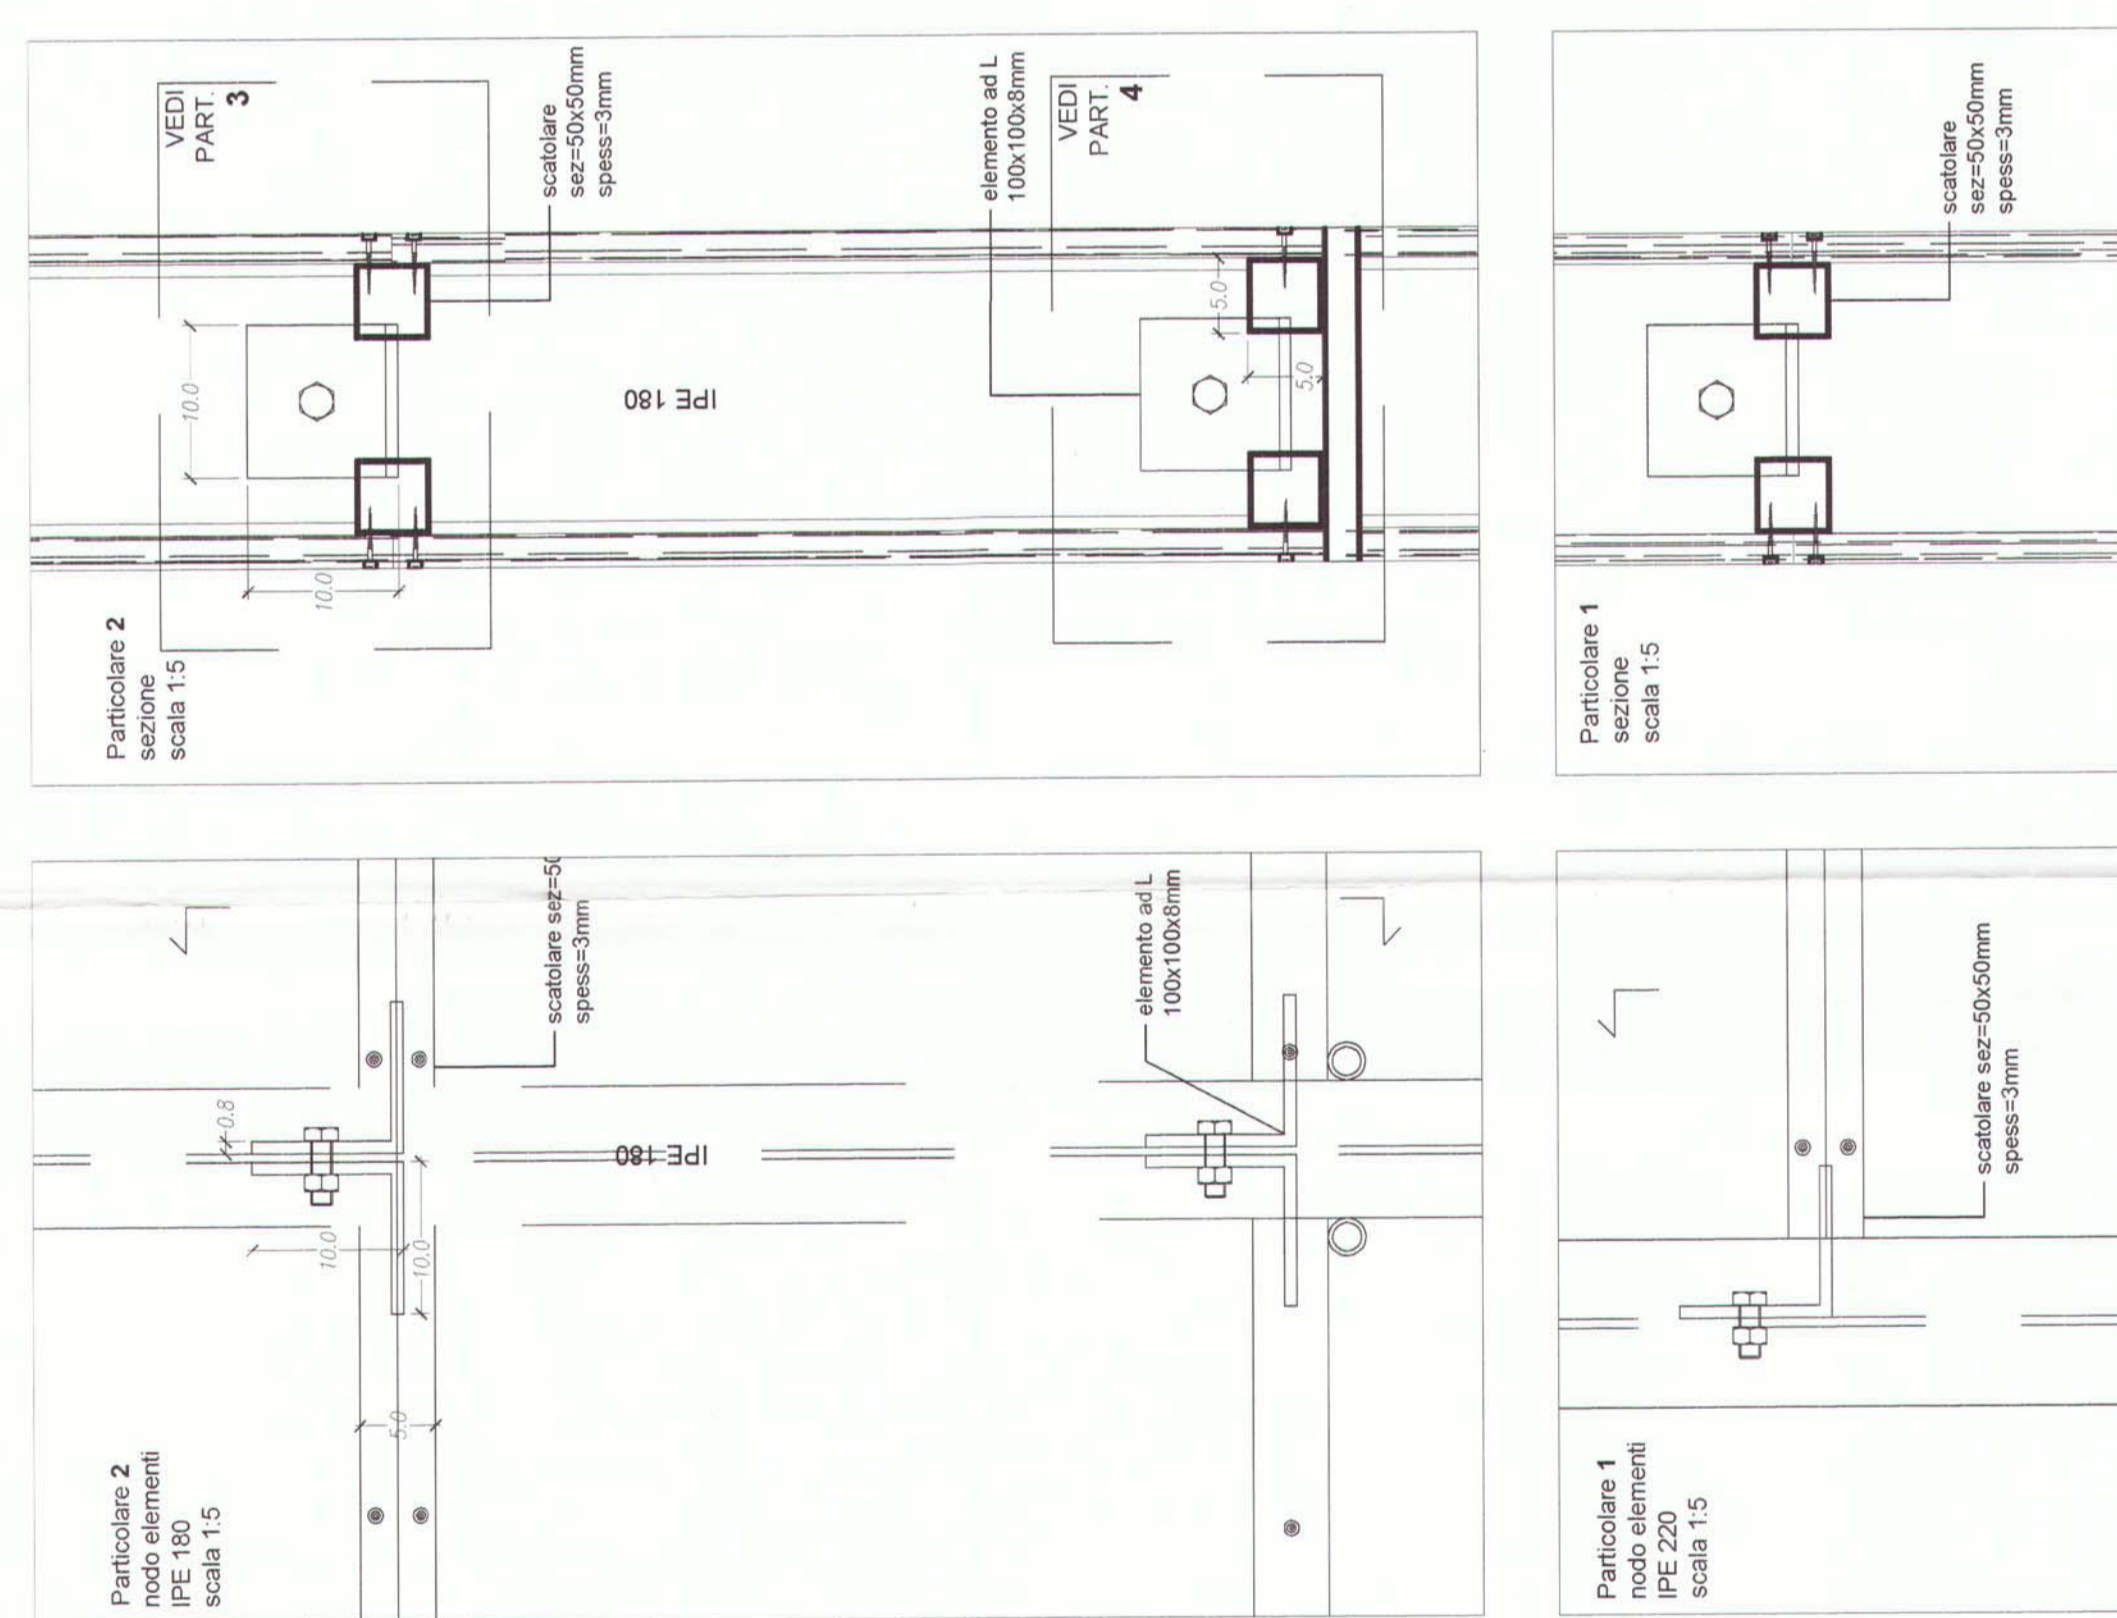 Particolare 2
sezione
scala 1:5
VEDI
PART.
3
10.0
10.0
scatolare
sez=50x50mm
spess=3mm
IPE 180
elemento ad L
100x100x8mm
VEDI
PART.
4
5.0
5.0
Particolare 1
sezione
scala 1:5
scatolare
sez=50x50mm
spess=3mm
Particolare 2
nodo elementi
IPE 180
scala 1:5
0.8
10.0
10.0
5.0
scatolare sez=50
spess=3mm
IPE 180
elemento ad L
100x100x8mm
Particolare 1
nodo elementi
IPE 220
scala 1:5
scatolare sez=50x50mm
spess=3mm